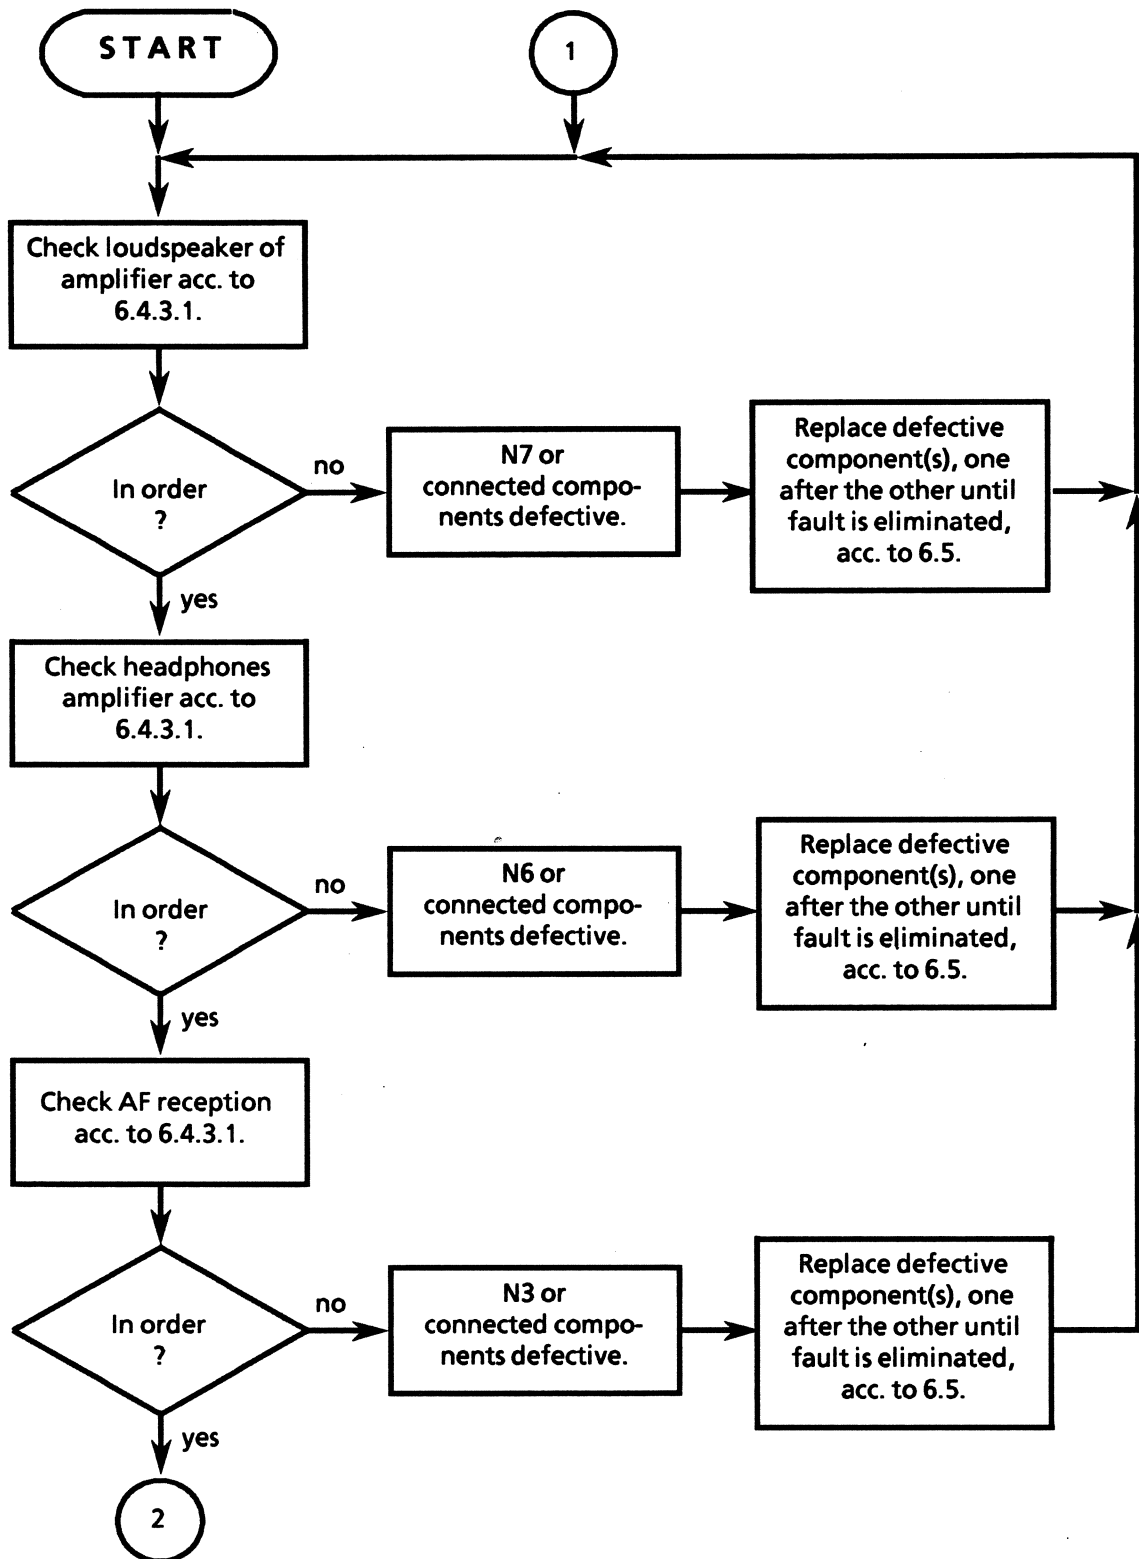 START
1
Check loudspeaker of
amplifier acc. to
6.4.3.1.
In order
?
no
N7 or
connected compo-
nents defective.
Replace defective
component(s), one
after the other until
fault is eliminated,
acc. to 6.5.
yes
Check headphones
amplifier acc. to
6.4.3.1.
In order
?
no
N6 or
connected compo-
nents defective.
Replace defective
component(s), one
after the other until
fault is eliminated,
acc. to 6.5.
yes
Check AF reception
acc. to 6.4.3.1.
In order
?
no
N3 or
connected compo-
nents defective.
Replace defective
component(s), one
after the other until
fault is eliminated,
acc. to 6.5.
yes
2